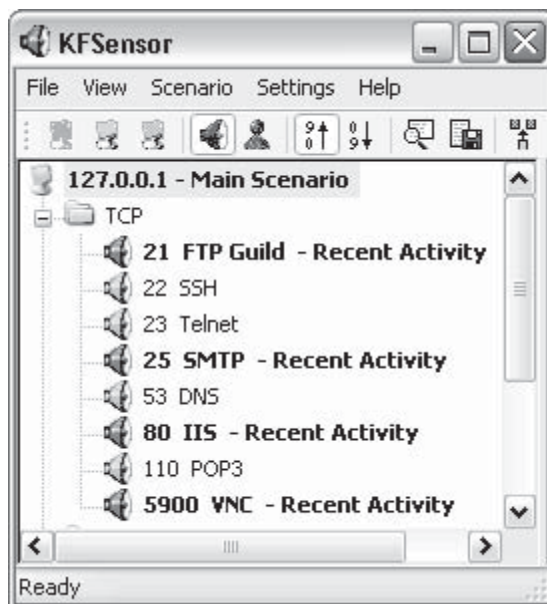 KFSensor
File View Scenario Settings Help
127.0.0.1 - Main Scenario
TCP
21 FTP Guild - Recent Activity
22 SSH
23 Telnet
25 SMTP - Recent Activity
53 DNS
80 IIS - Recent Activity
110 POP3
5900 VNC - Recent Activity
Ready